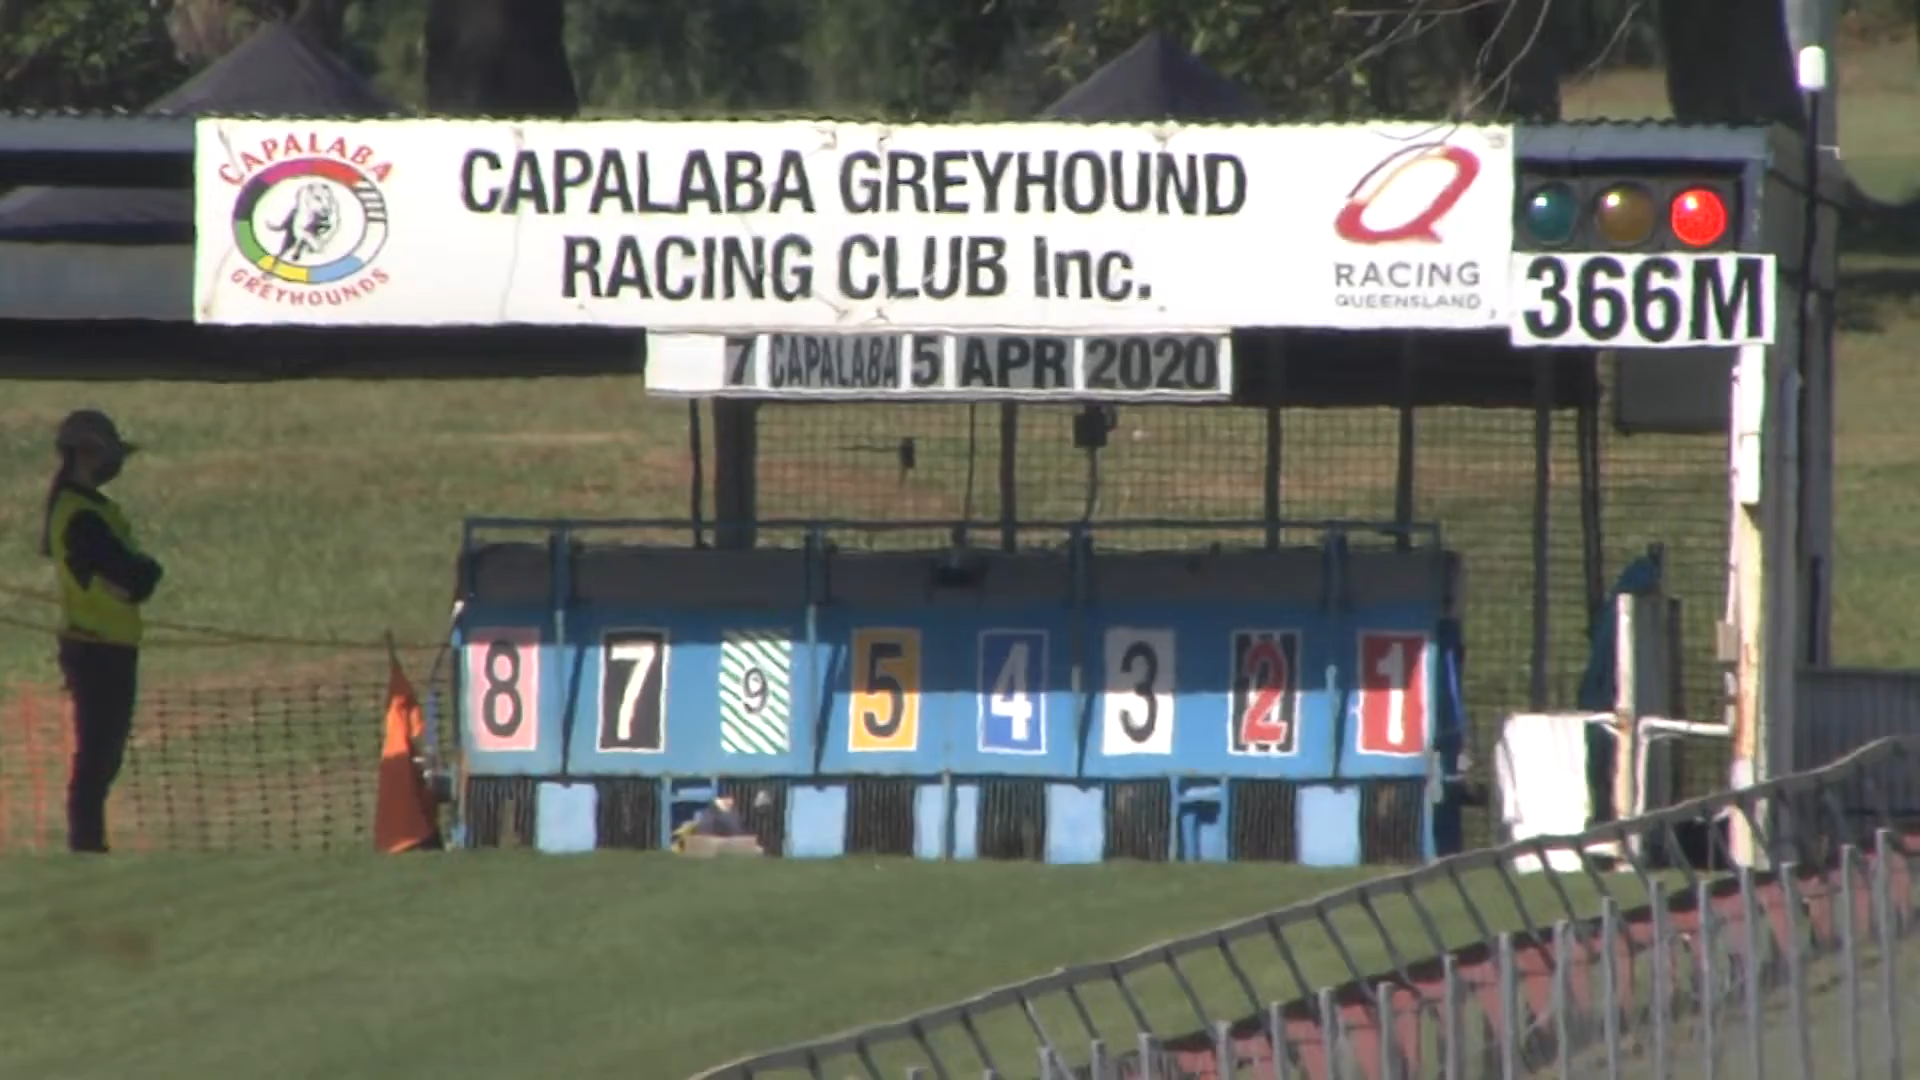 CAPALABA
GREYHOUNDS
CAPALABA GREYHOUND
RACING CLUB Inc.
RACING
QUEENSLAND
366M
7 CAPALABA 5 APR 2020
8 7 9 5 4 3 2 1